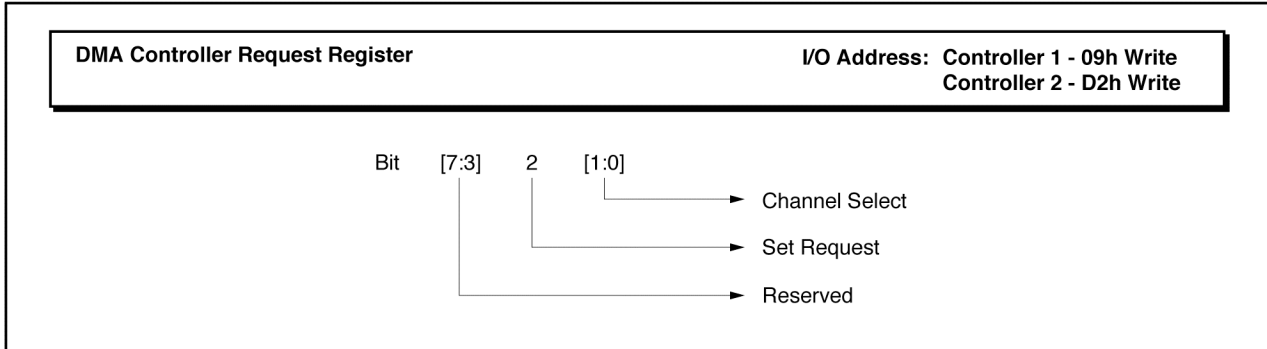 DMA Controller Request Register
I/O Address: Controller 1 - 09h Write
Controller 2 - D2h Write
Bit [7:3] 2 [1:0]
Channel Select
Set Request
Reserved